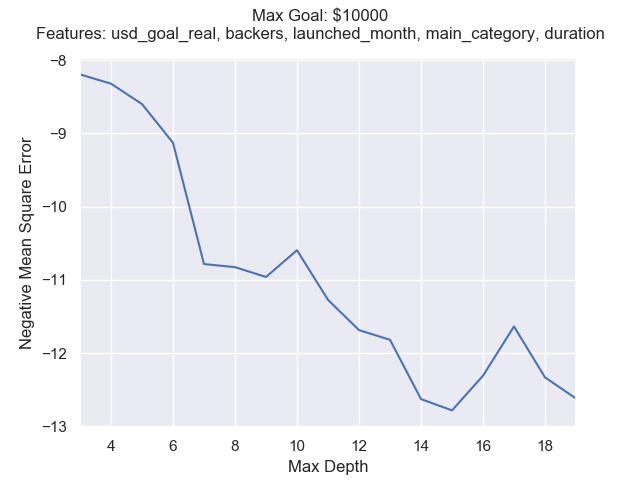 Max Goal: $10000
Features: usd_goal_real, backers, launched_month, main_category, duration
Negative Mean Square Error
−8
−9
−10
−11
−12
−13
4 6 8 10 12 14 16 18
Max Depth